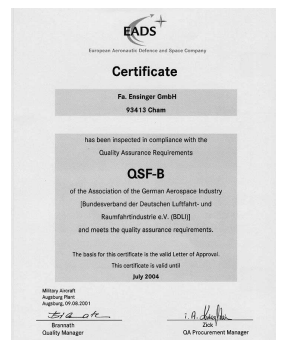 EADS
European Aeronautic Defence and Space Company
Certificate
Fa. Ensinger GmbH
93413 Cham
has been inspected in compliance with the
Quality Assurance Requirements
QSF-B
of the Association of the German Aerospace Industry
[Bundesverband der Deutschen Luftfahrt- und
Raumfahrtindustrie e.V. (BDLI)]
and meets the quality assurance requirements.
The basis for this certificate is the valid Letter of Approval.
This certificate is valid until
July 2004
Military Aircraft
Augsburg Plant
Augsburg, 09.08.2001
i.A.
Brannath
Quality Manager
Zick
QA Procurement Manager